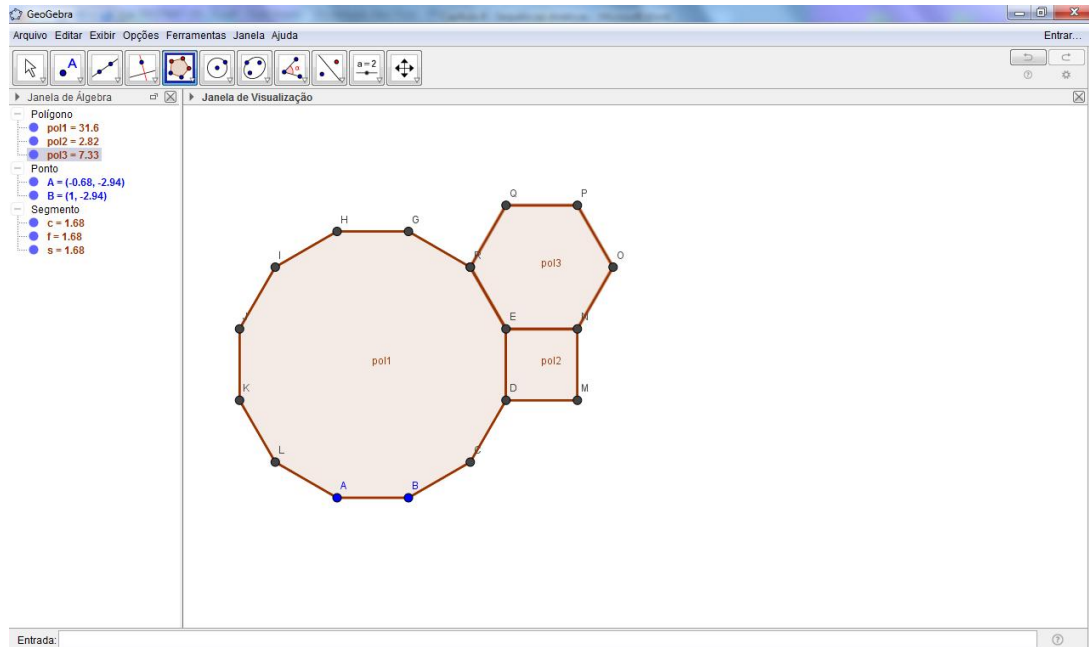 GeoGebra
Arquivo Editar Exibir Opções Ferramentas Janela Ajuda
Entrar...
A
a = 2
Janela de Álgebra
Janela de Visualização
Polígono
pol1 = 31.6
pol2 = 2.82
pol3 = 7.33
Ponto
A = (-0.68, -2.94)
B = (1, -2.94)
Segmento
c = 1.68
f = 1.68
s = 1.68
Q P
H G
I R pol3 O
J E N
pol1 pol2
K D M
L C
A B
Entrada: